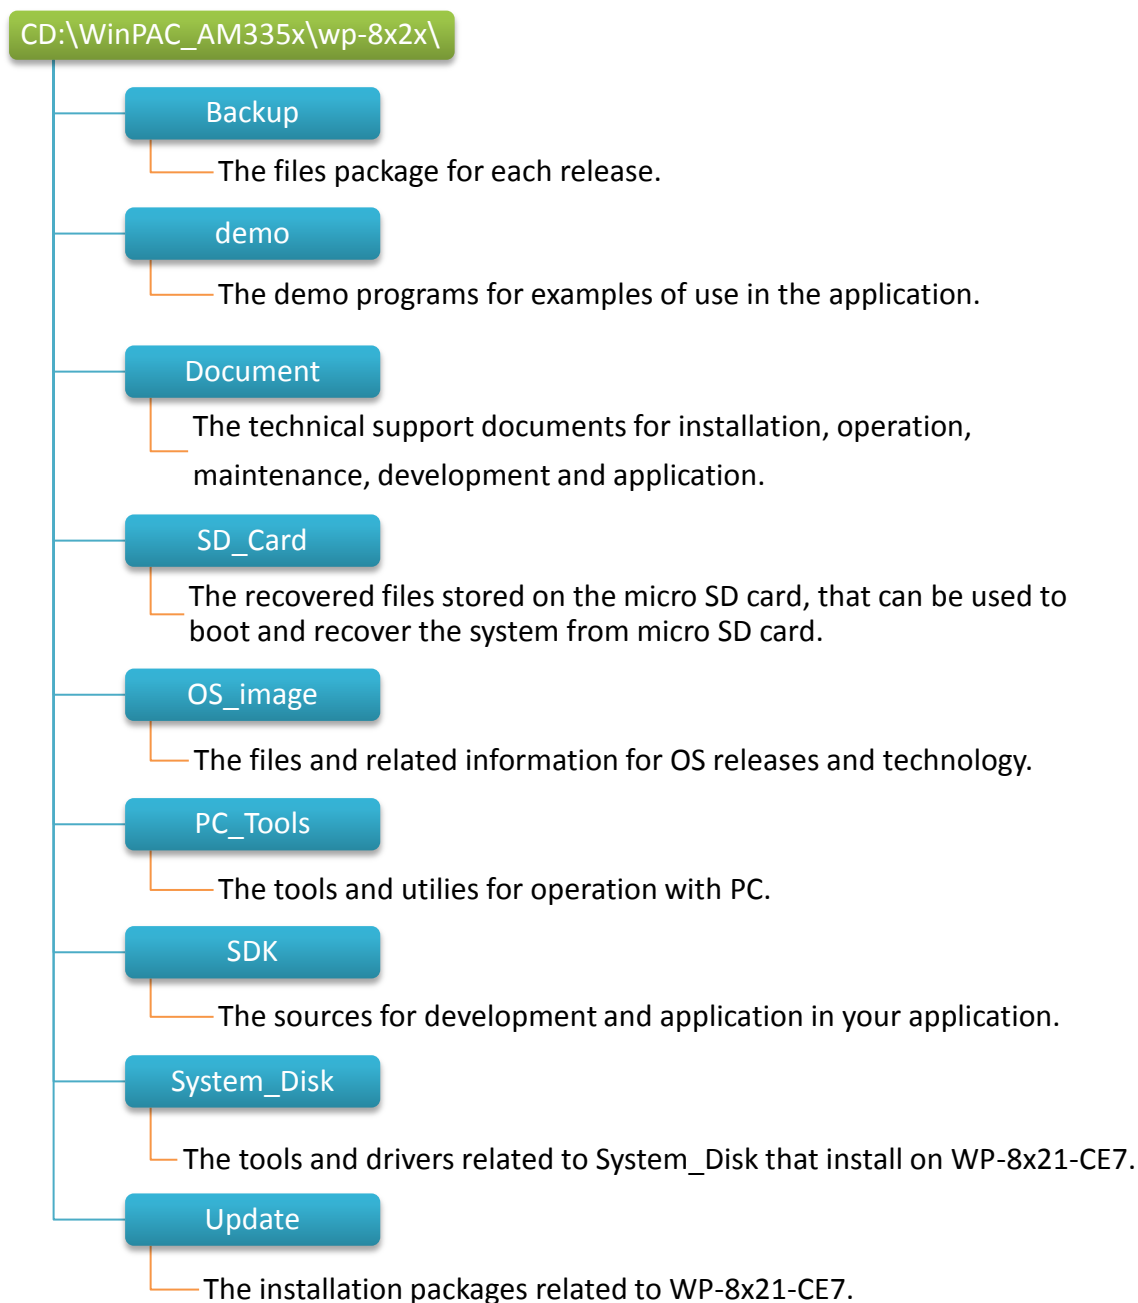 CD:\WinPAC_AM335x\wp-8x2x\
Backup
The files package for each release.
demo
The demo programs for examples of use in the application.
Document
The technical support documents for installation, operation,
maintenance, development and application.
SD_Card
The recovered files stored on the micro SD card, that can be used to
boot and recover the system from micro SD card.
OS_image
The files and related information for OS releases and technology.
PC_Tools
The tools and utilies for operation with PC.
SDK
The sources for development and application in your application.
System_Disk
The tools and drivers related to System_Disk that install on WP-8x21-CE7.
Update
The installation packages related to WP-8x21-CE7.